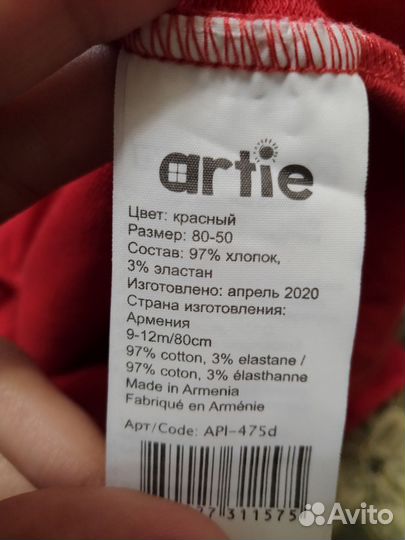 artie
Цвет: красный
Размер: 80-50
Состав: 97% хлопок,
3% эластан
Изготовлено: апрель 2020
Страна изготовления:
Армения
9-12m/80cm
97% cotton, 3% elastane /
97% coton, 3% élasthanne
Made in Armenia
Fabriqué en Arménie
Арт/Code: API-475d
Avito